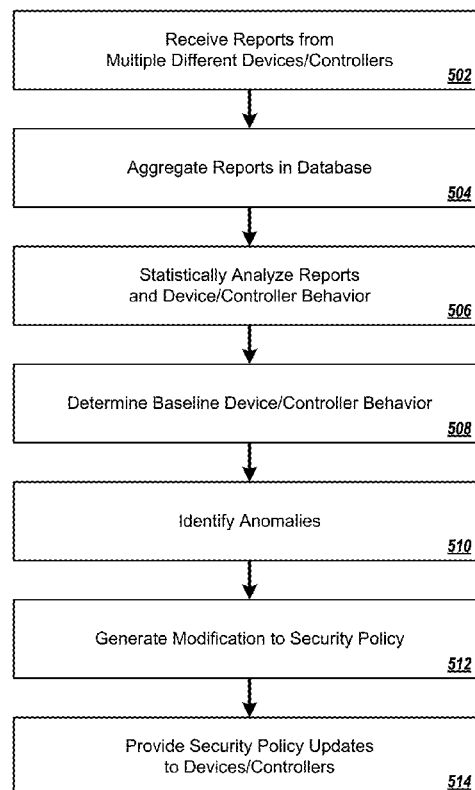 Receive Reports from
Multiple Different Devices/Controllers
502
Aggregate Reports in Database
504
Statistically Analyze Reports
and Device/Controller Behavior
506
Determine Baseline Device/Controller Behavior
508
Identify Anomalies
510
Generate Modification to Security Policy
512
Provide Security Policy Updates
to Devices/Controllers
514